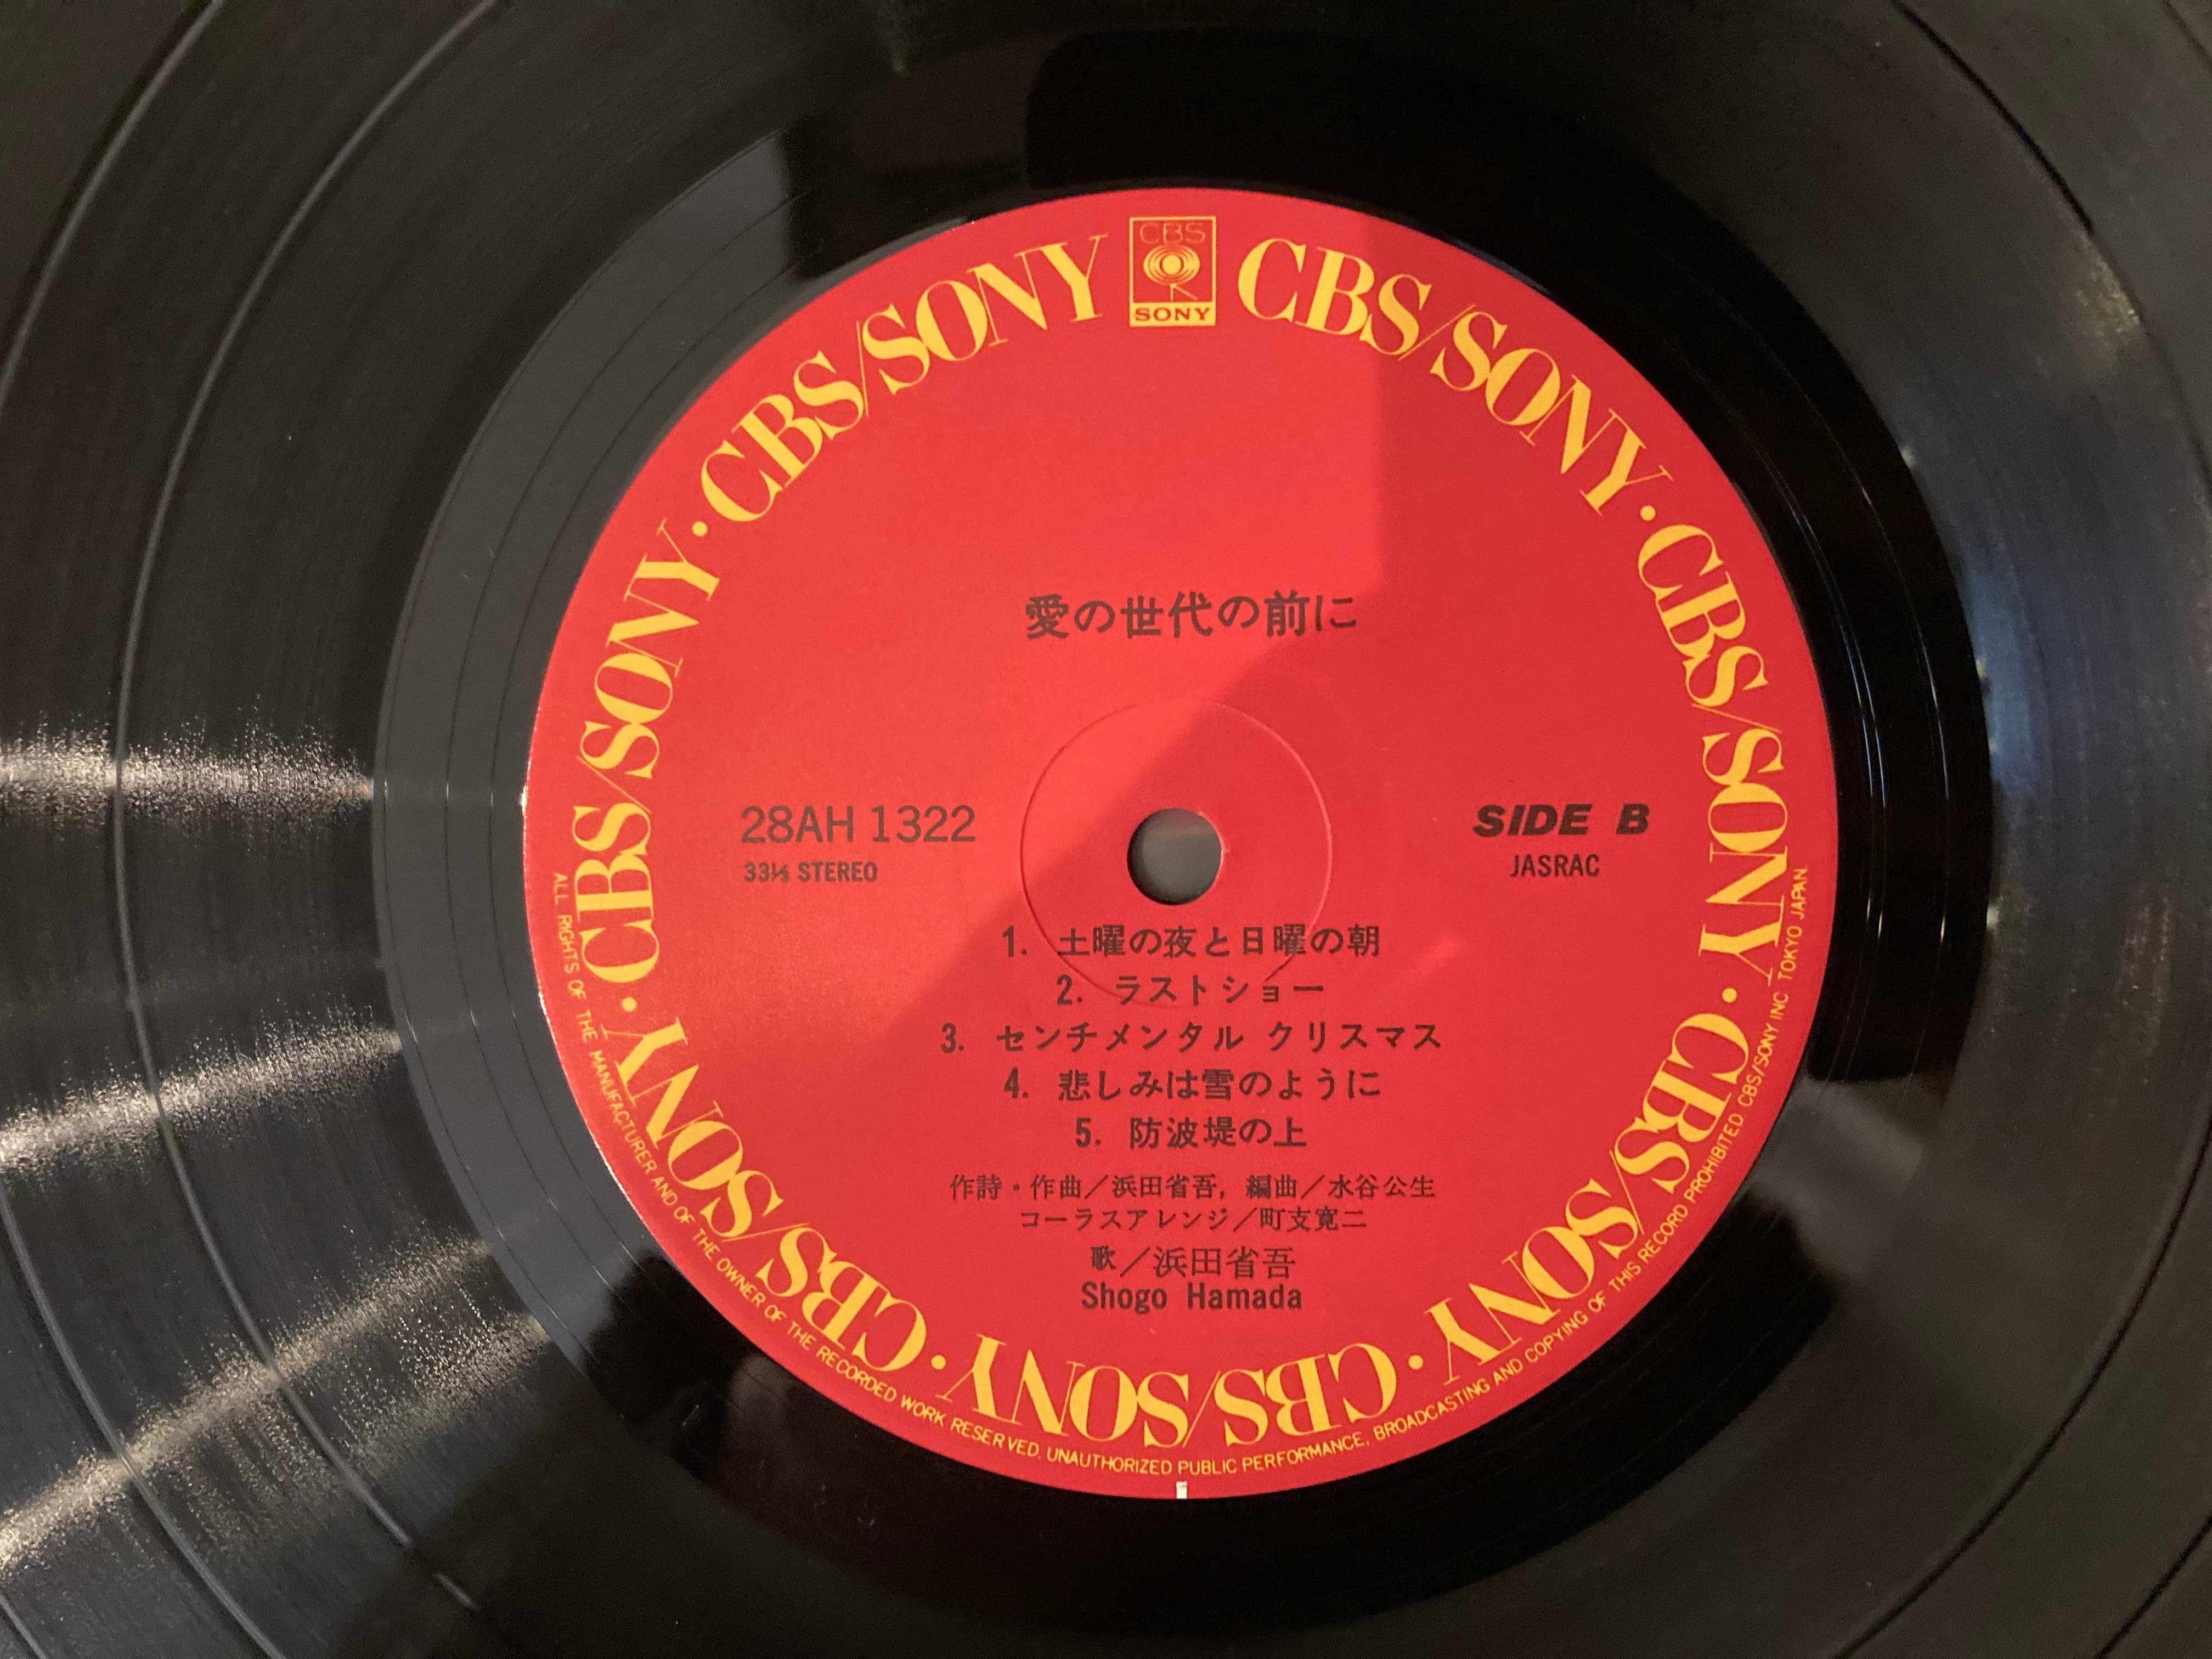 CBS
SONY
CBS/SONY · CBS/SONY · CBS/SONY · CBS/SONY · CBS/SONY · CBS/SONY · CBS/SONY · CBS/SONY
愛の世代の前に
28AH 1322
33⅓ STEREO
SIDE B
JASRAC
1. 土曜の夜と日曜の朝
2. ラストショー
3. センチメンタル クリスマス
4. 悲しみは雪のように
5. 防波堤の上
作詩・作曲/浜田省吾, 編曲/水谷公生
コーラスアレンジ/町支寛二
歌/浜田省吾
Shogo Hamada
ALL RIGHTS OF THE MANUFACTURER AND OF THE OWNER OF THE RECORDED WORK RESERVED. UNAUTHORIZED PUBLIC PERFORMANCE, BROADCASTING AND COPYING OF THIS RECORD PROHIBITED CBS/SONY INC TOKYO JAPAN